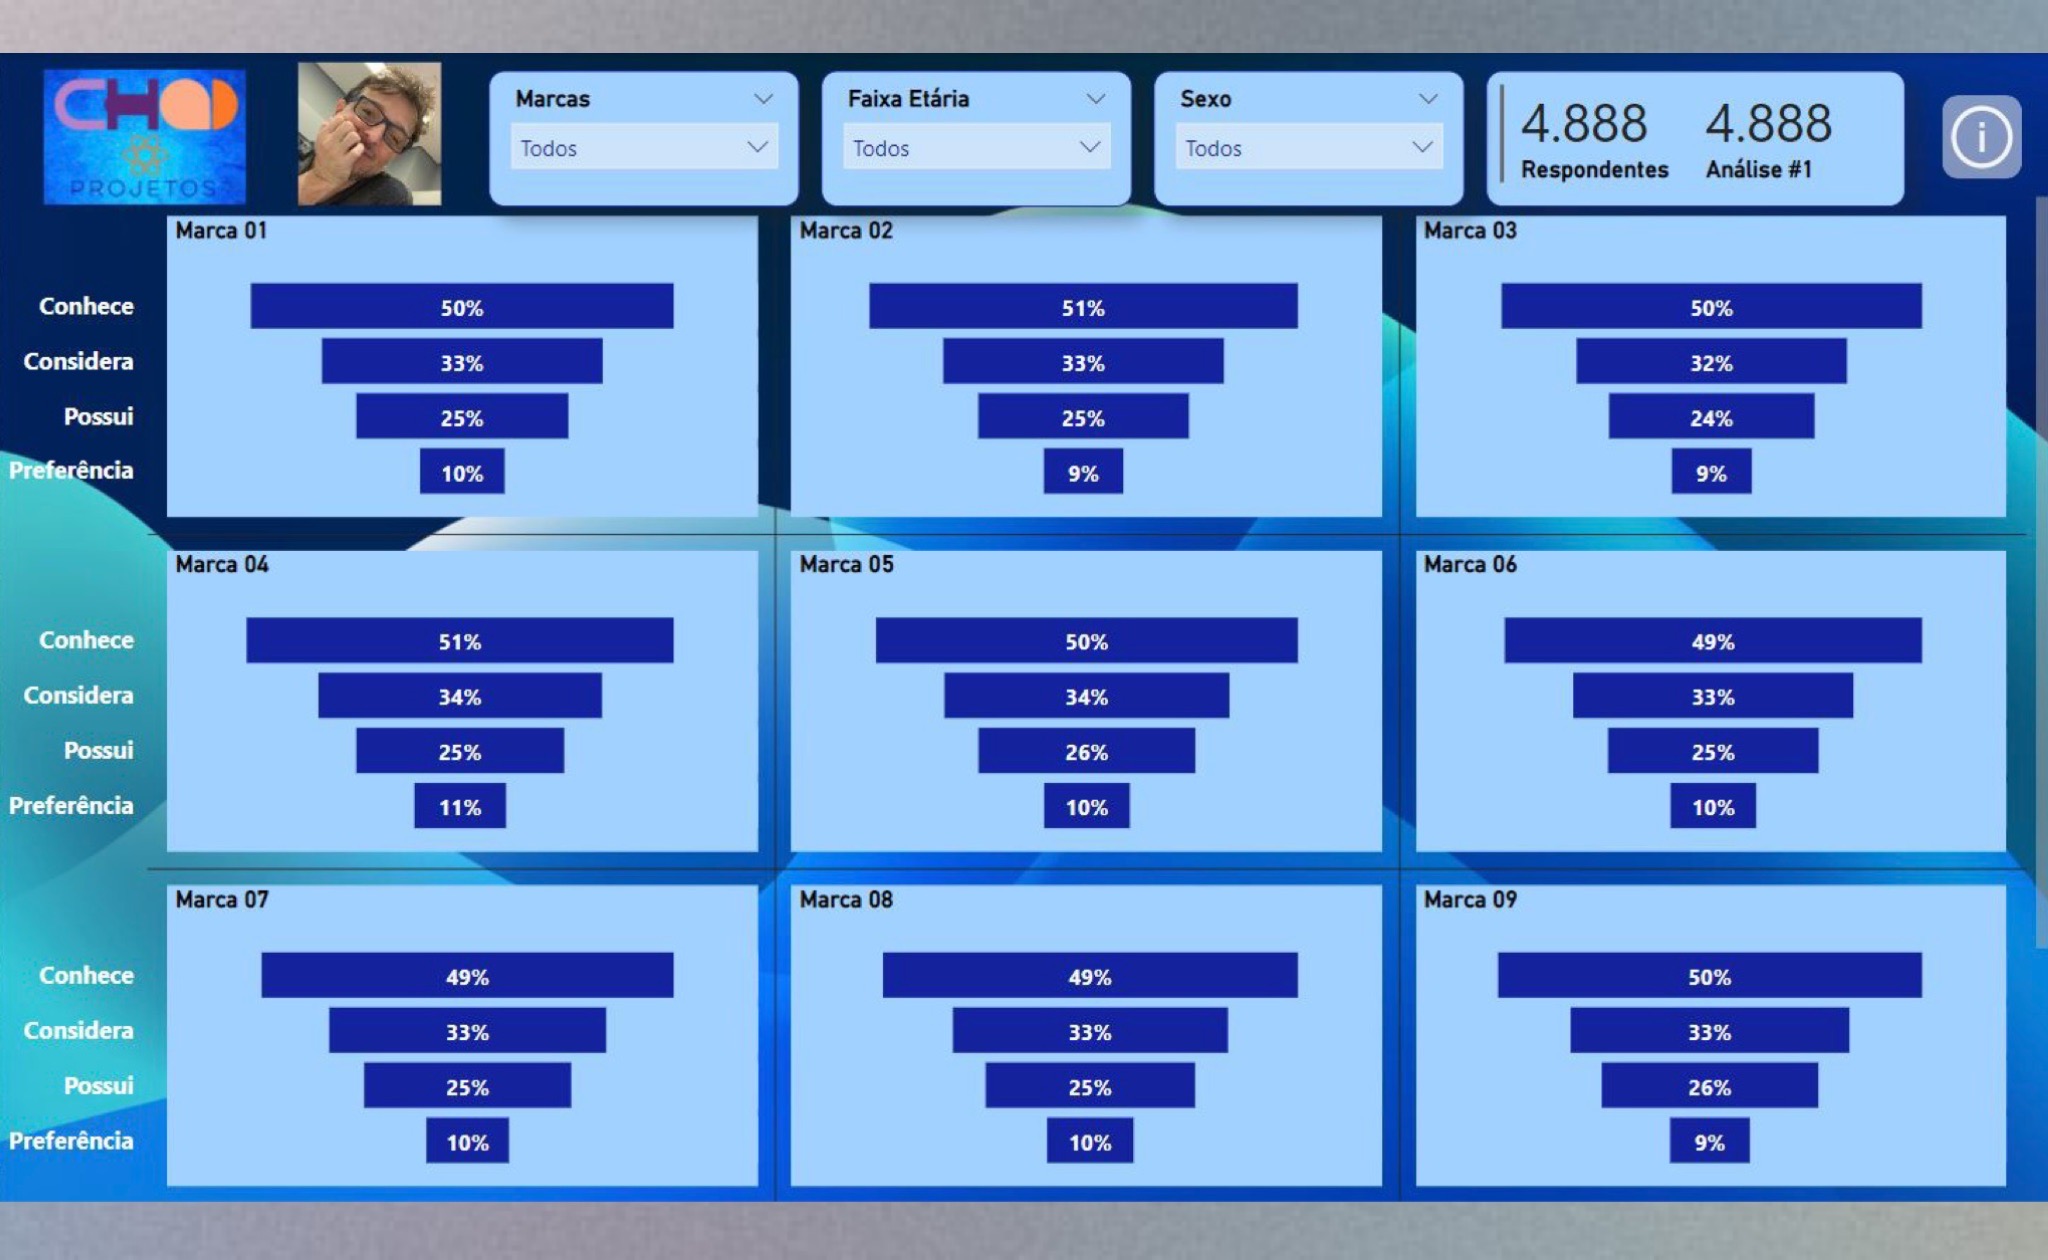 CHAD
PROJETOS
Marcas
Todos
Faixa Etária
Todos
Sexo
Todos
4.888
Respondentes
4.888
Análise #1
i
Marca 01
Marca 02
Marca 03
Conhece
50%
51%
50%
Considera
33%
33%
32%
Possui
25%
25%
24%
Preferência
10%
9%
9%
Marca 04
Marca 05
Marca 06
Conhece
51%
50%
49%
Considera
34%
34%
33%
Possui
25%
26%
25%
Preferência
11%
10%
10%
Marca 07
Marca 08
Marca 09
Conhece
49%
49%
50%
Considera
33%
33%
33%
Possui
25%
25%
26%
Preferência
10%
10%
9%